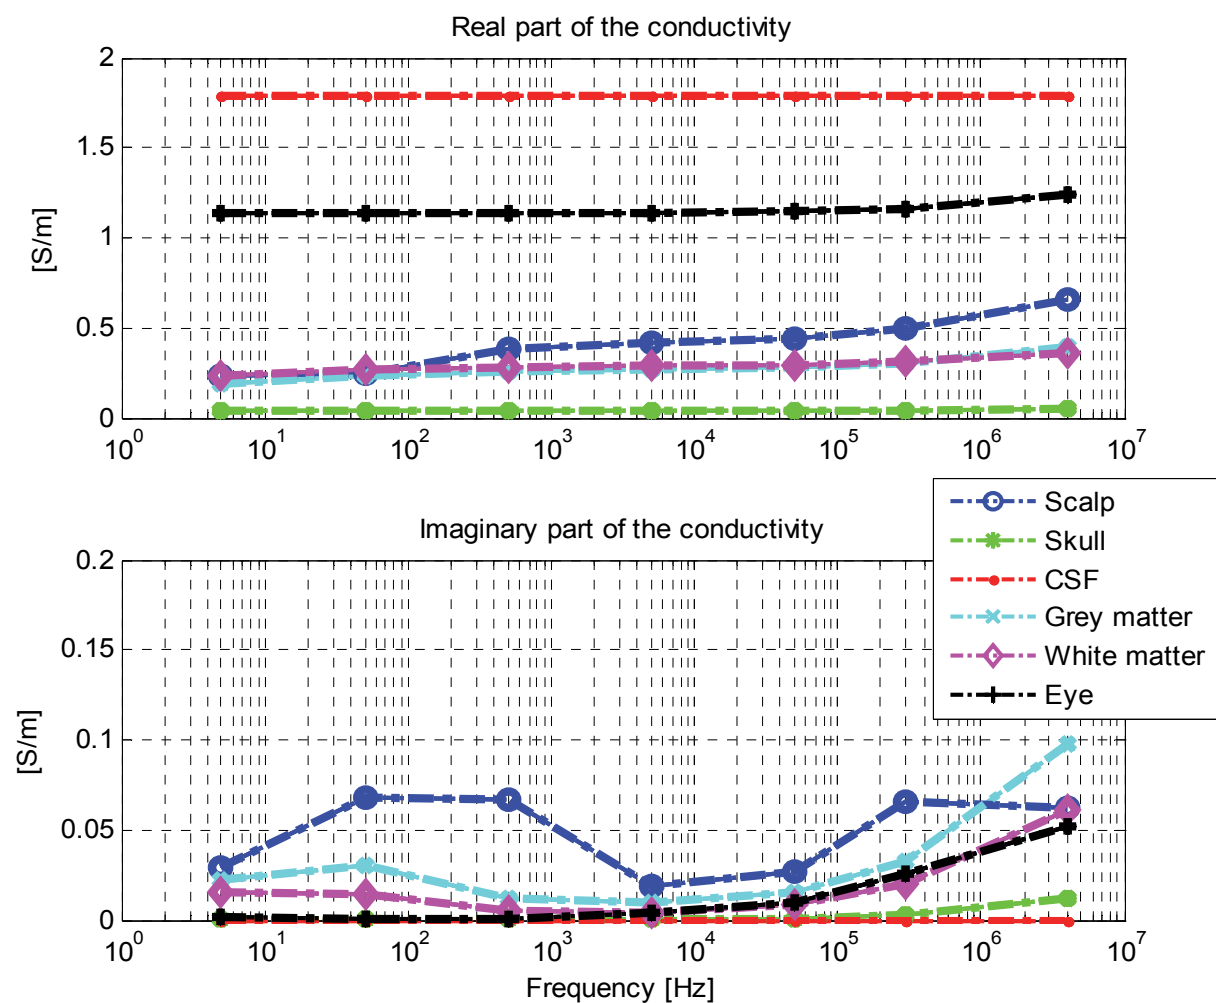 Real part of the conductivity
2
1.5
1
0.5
0
[S/m]
10^0 10^1 10^2 10^3 10^4 10^5 10^6 10^7
Scalp
Skull
CSF
Grey matter
White matter
Eye
Imaginary part of the conductivity
0.2
0.15
0.1
0.05
0
[S/m]
10^0 10^1 10^2 10^3 10^4 10^5 10^6 10^7
Frequency [Hz]